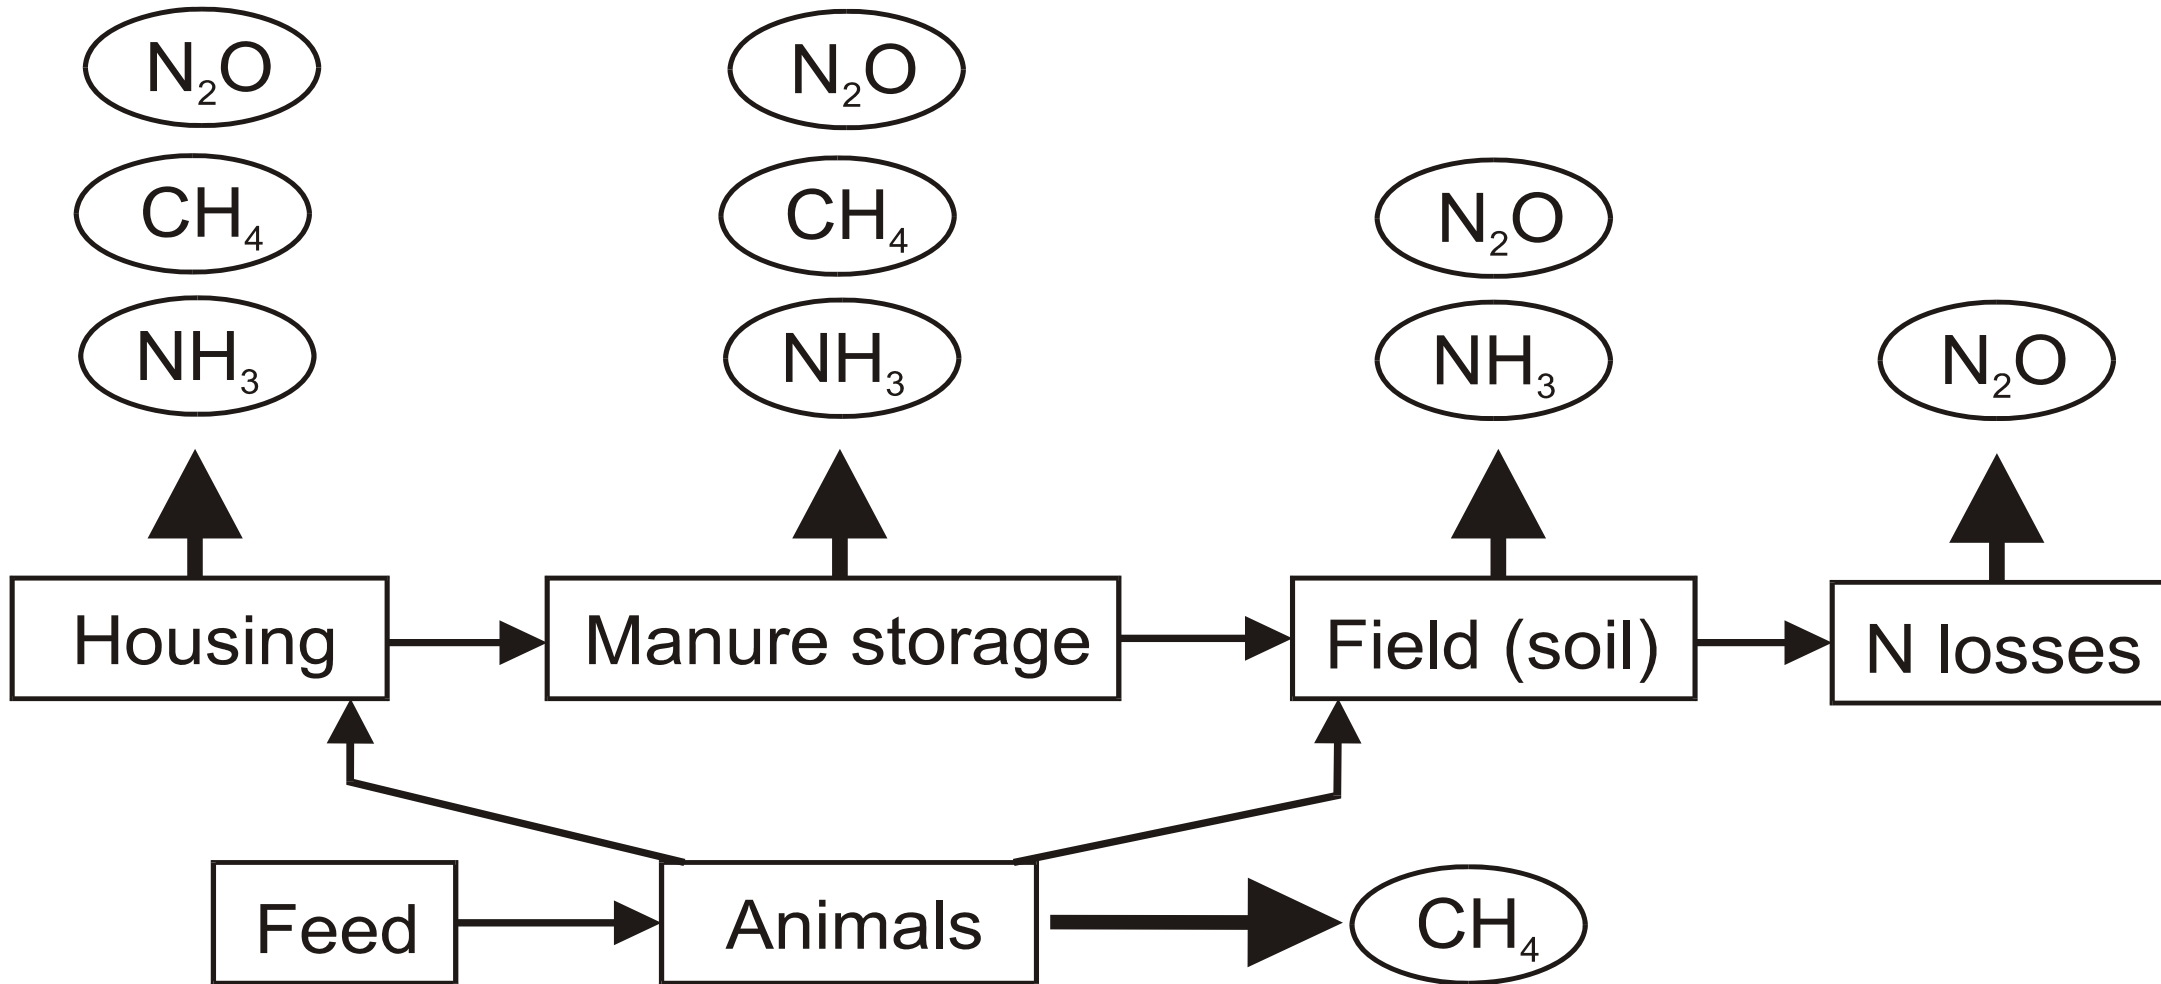 N₂O N₂O
CH₄ CH₄ N₂O
NH₃ NH₃ NH₃ N₂O
Housing Manure storage Field (soil) N losses
Feed Animals CH₄